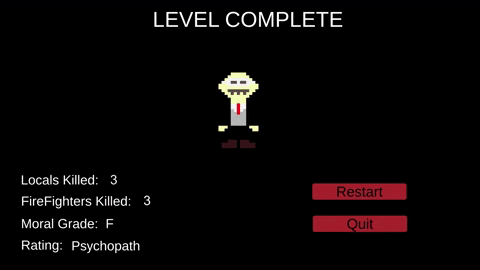 LEVEL COMPLETE
Locals Killed: 3
FireFighters Killed: 3
Moral Grade: F
Rating: Psychopath
Restart
Quit